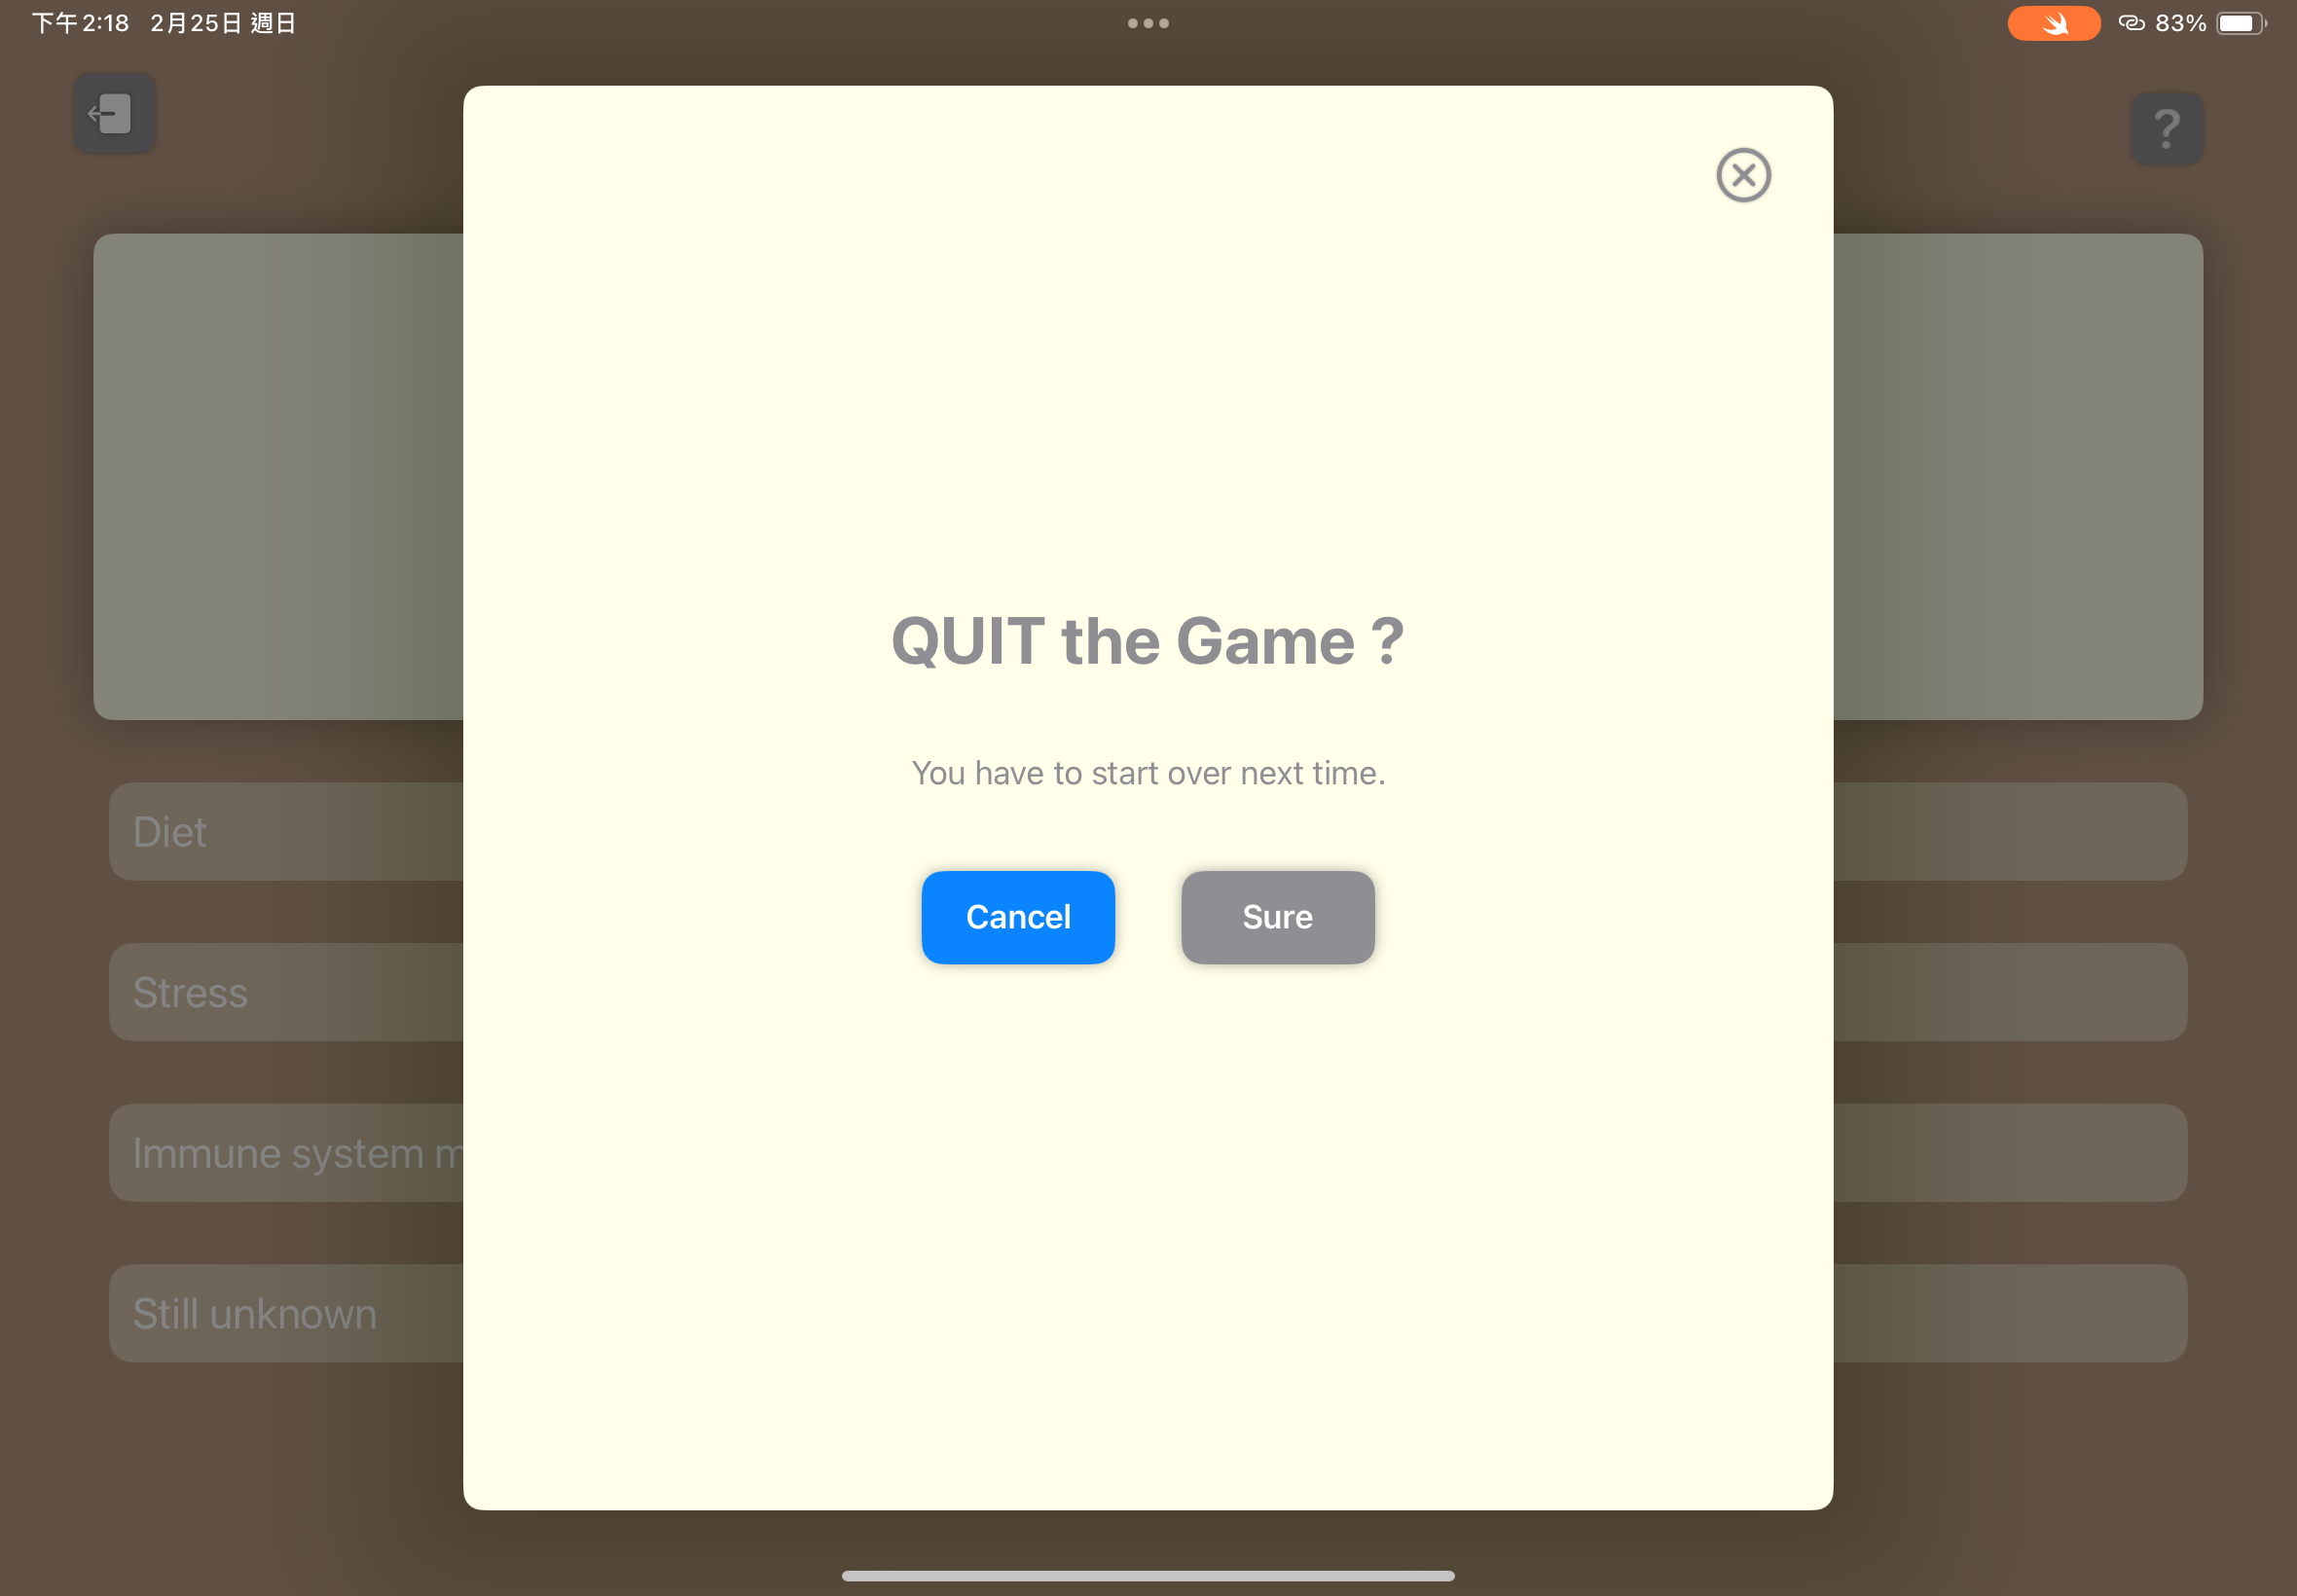 下午2:18 2月25日 週日
83%
?
QUIT the Game ?
You have to start over next time.
Cancel
Sure
Diet
Stress
Immune system
Still unknown